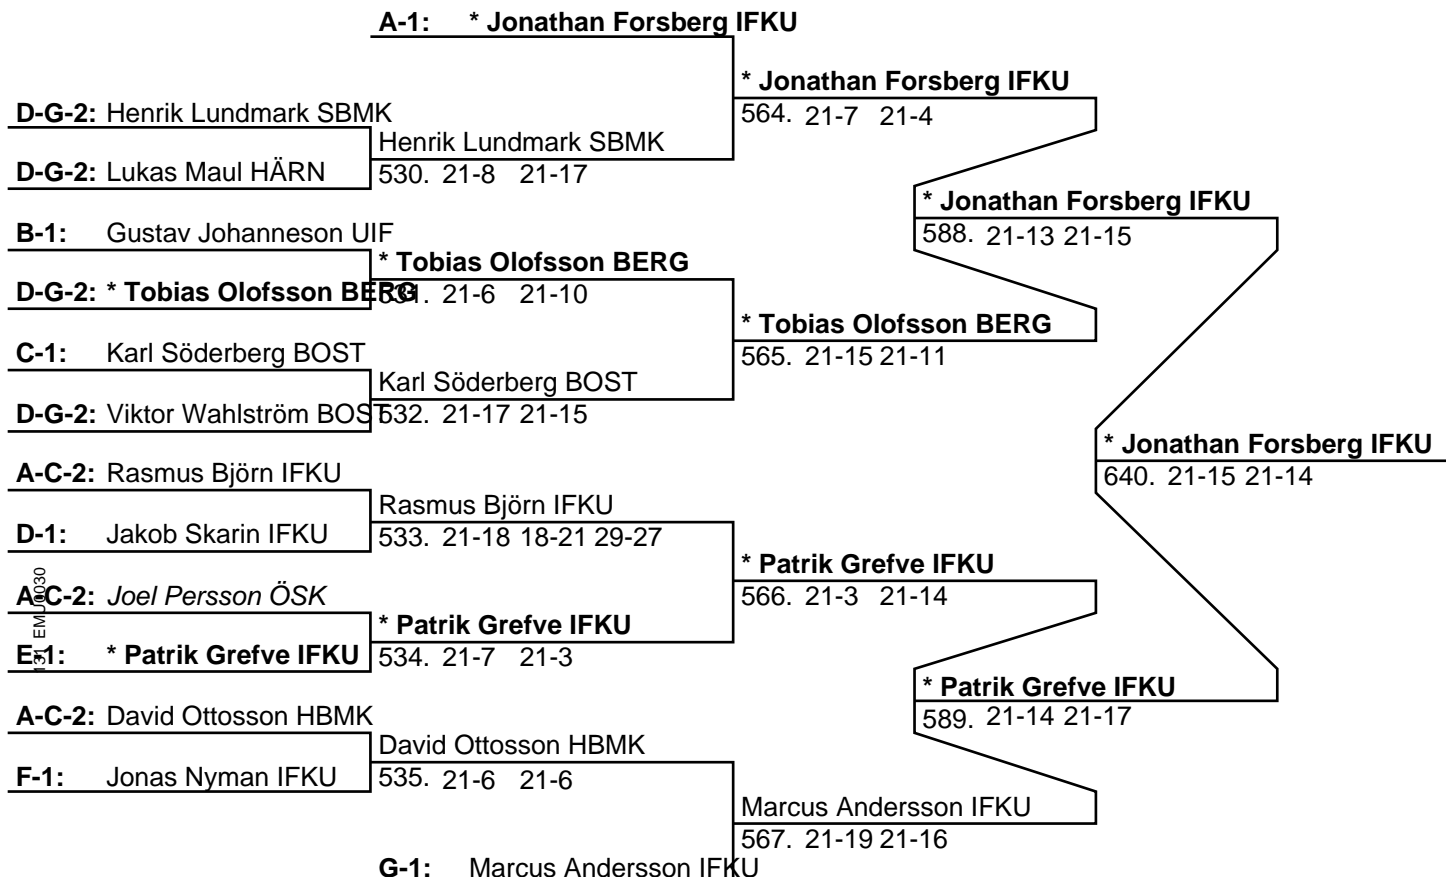 A-1: * Jonathan Forsberg IFKU
* Jonathan Forsberg IFKU
D-G-2: Henrik Lundmark SBMK
564. 21-7 21-4
Henrik Lundmark SBMK
D-G-2: Lukas Maul HÄRN
530. 21-8 21-17
* Jonathan Forsberg IFKU
B-1: Gustav Johanneson UIF
588. 21-13 21-15
* Tobias Olofsson BERG
D-G-2: * Tobias Olofsson BERG
531. 21-6 21-10
* Tobias Olofsson BERG
C-1: Karl Söderberg BOST
565. 21-15 21-11
Karl Söderberg BOST
D-G-2: Viktor Wahlström BOST
532. 21-17 21-15
* Jonathan Forsberg IFKU
A-C-2: Rasmus Björn IFKU
640. 21-15 21-14
Rasmus Björn IFKU
D-1: Jakob Skarin IFKU
533. 21-18 18-21 29-27
* Patrik Grefve IFKU
A-C-2: Joel Persson ÖSK
566. 21-3 21-14
* Patrik Grefve IFKU
E-1: * Patrik Grefve IFKU
534. 21-7 21-3
* Patrik Grefve IFKU
A-C-2: David Ottosson HBMK
589. 21-14 21-17
David Ottosson HBMK
F-1: Jonas Nyman IFKU
535. 21-6 21-6
Marcus Andersson IFKU
567. 21-19 21-16
G-1: Marcus Andersson IFKU